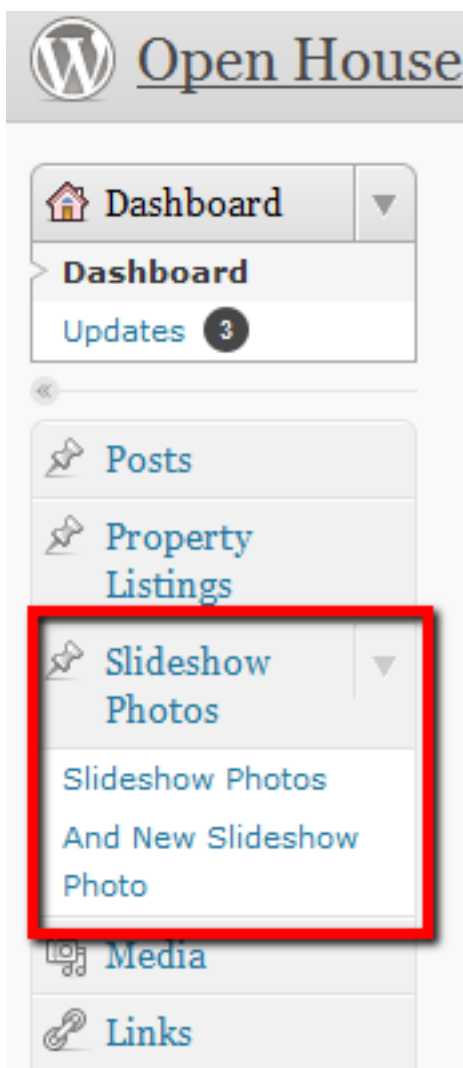 Open House
Dashboard
Dashboard
Updates 3
Posts
Property
Listings
Slideshow
Photos
Slideshow Photos
And New Slideshow
Photo
Media
Links